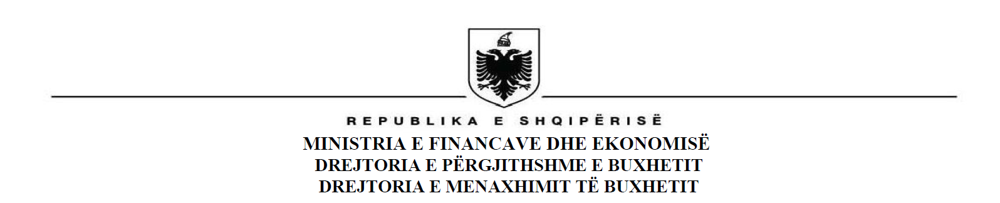 REPUBLIKA E SHQIPËRISË
MINISTRIA E FINANCAVE DHE EKONOMISË
DREJTORIA E PËRGJITHSHME E BUXHETIT
DREJTORIA E MENAXHIMIT TË BUXHETIT